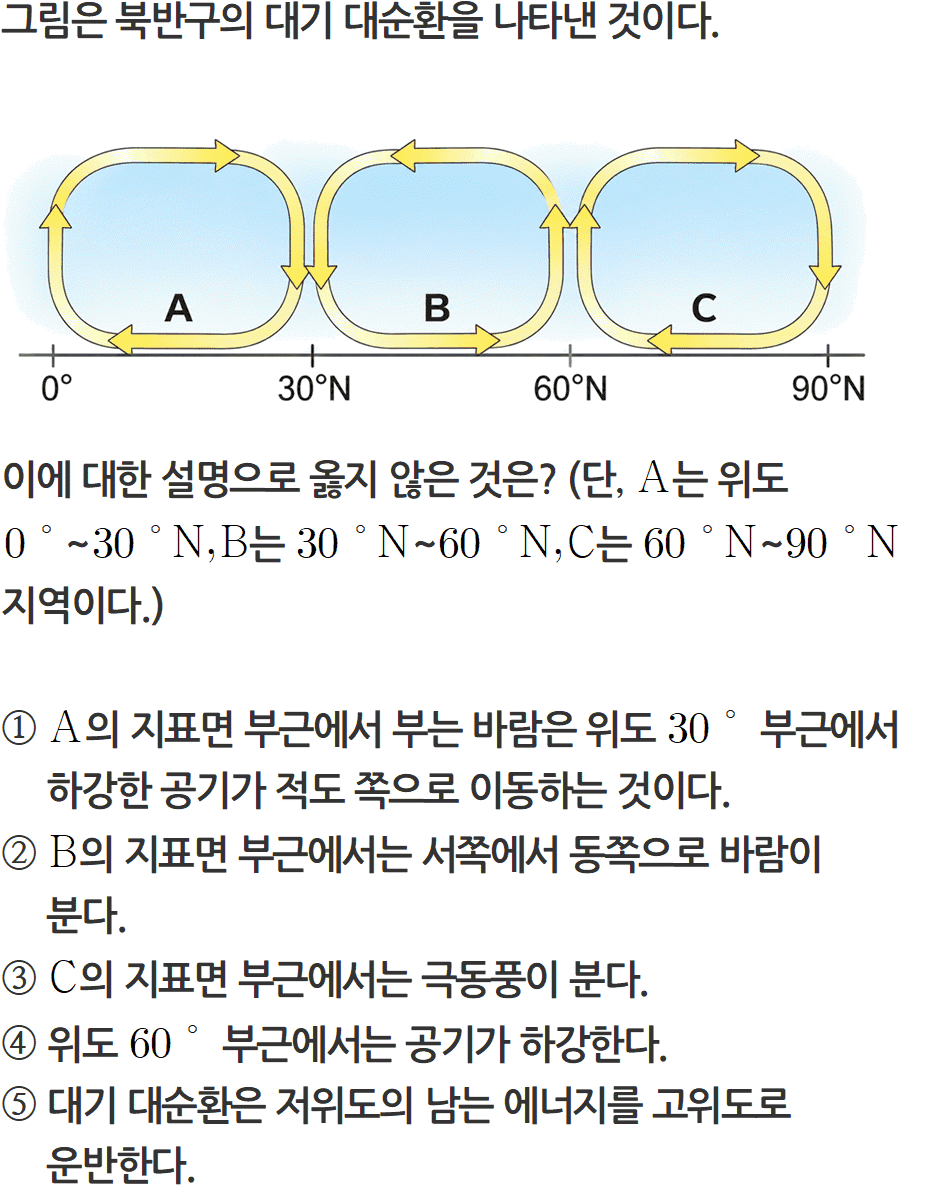 그림은 북반구의 대기 대순환을 나타낸 것이다.
A B C
0° 30°N 60°N 90°N
이에 대한 설명으로 옳지 않은 것은? (단, A는 위도
0°~30°N,B는 30°N~60°N,C는 60°N~90°N
지역이다.)
① A의 지표면 부근에서 부는 바람은 위도 30° 부근에서
하강한 공기가 적도 쪽으로 이동하는 것이다.
② B의 지표면 부근에서는 서쪽에서 동쪽으로 바람이
분다.
③ C의 지표면 부근에서는 극동풍이 분다.
④ 위도 60° 부근에서는 공기가 하강한다.
⑤ 대기 대순환은 저위도의 남는 에너지를 고위도로
운반한다.